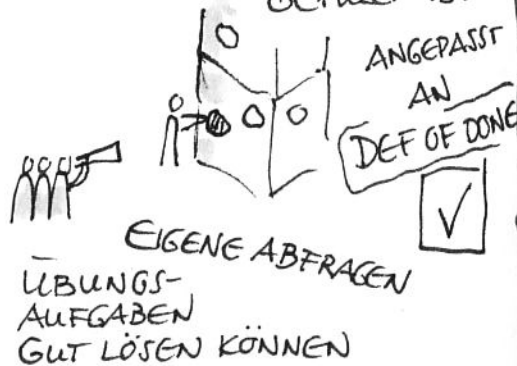 ANGEPASST
AN
DEF OF DONE
EIGENE ABFRAGEN
ÜBUNGS-
AUFGABEN
GUT LÖSEN KÖNNEN